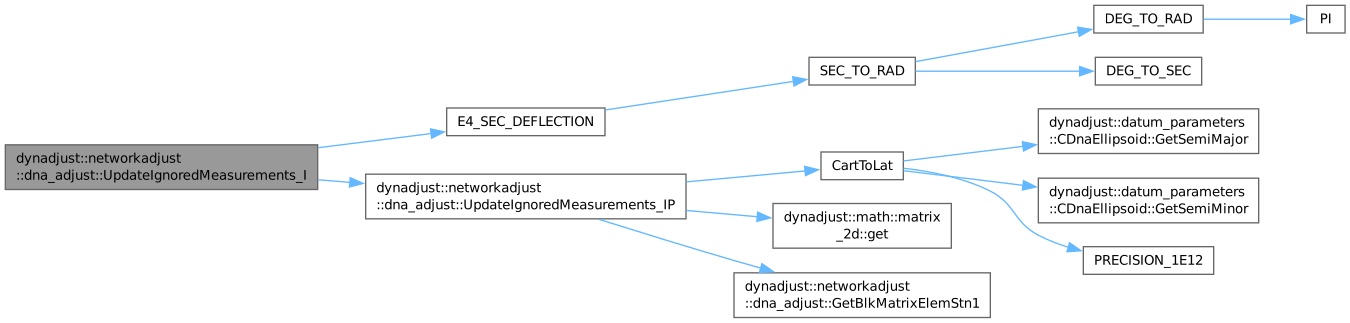 dynadjust::networkadjust
::dna_adjust::UpdateIgnoredMeasurements_I
E4_SEC_DEFLECTION
SEC_TO_RAD
DEG_TO_RAD
PI
DEG_TO_SEC
dynadjust::networkadjust
::dna_adjust::UpdateIgnoredMeasurements_IP
CartToLat
dynadjust::datum_parameters
::CDnaEllipsoid::GetSemiMajor
dynadjust::datum_parameters
::CDnaEllipsoid::GetSemiMinor
PRECISION_1E12
dynadjust::math::matrix
_2d::get
dynadjust::networkadjust
::dna_adjust::GetBlkMatrixElemStn1